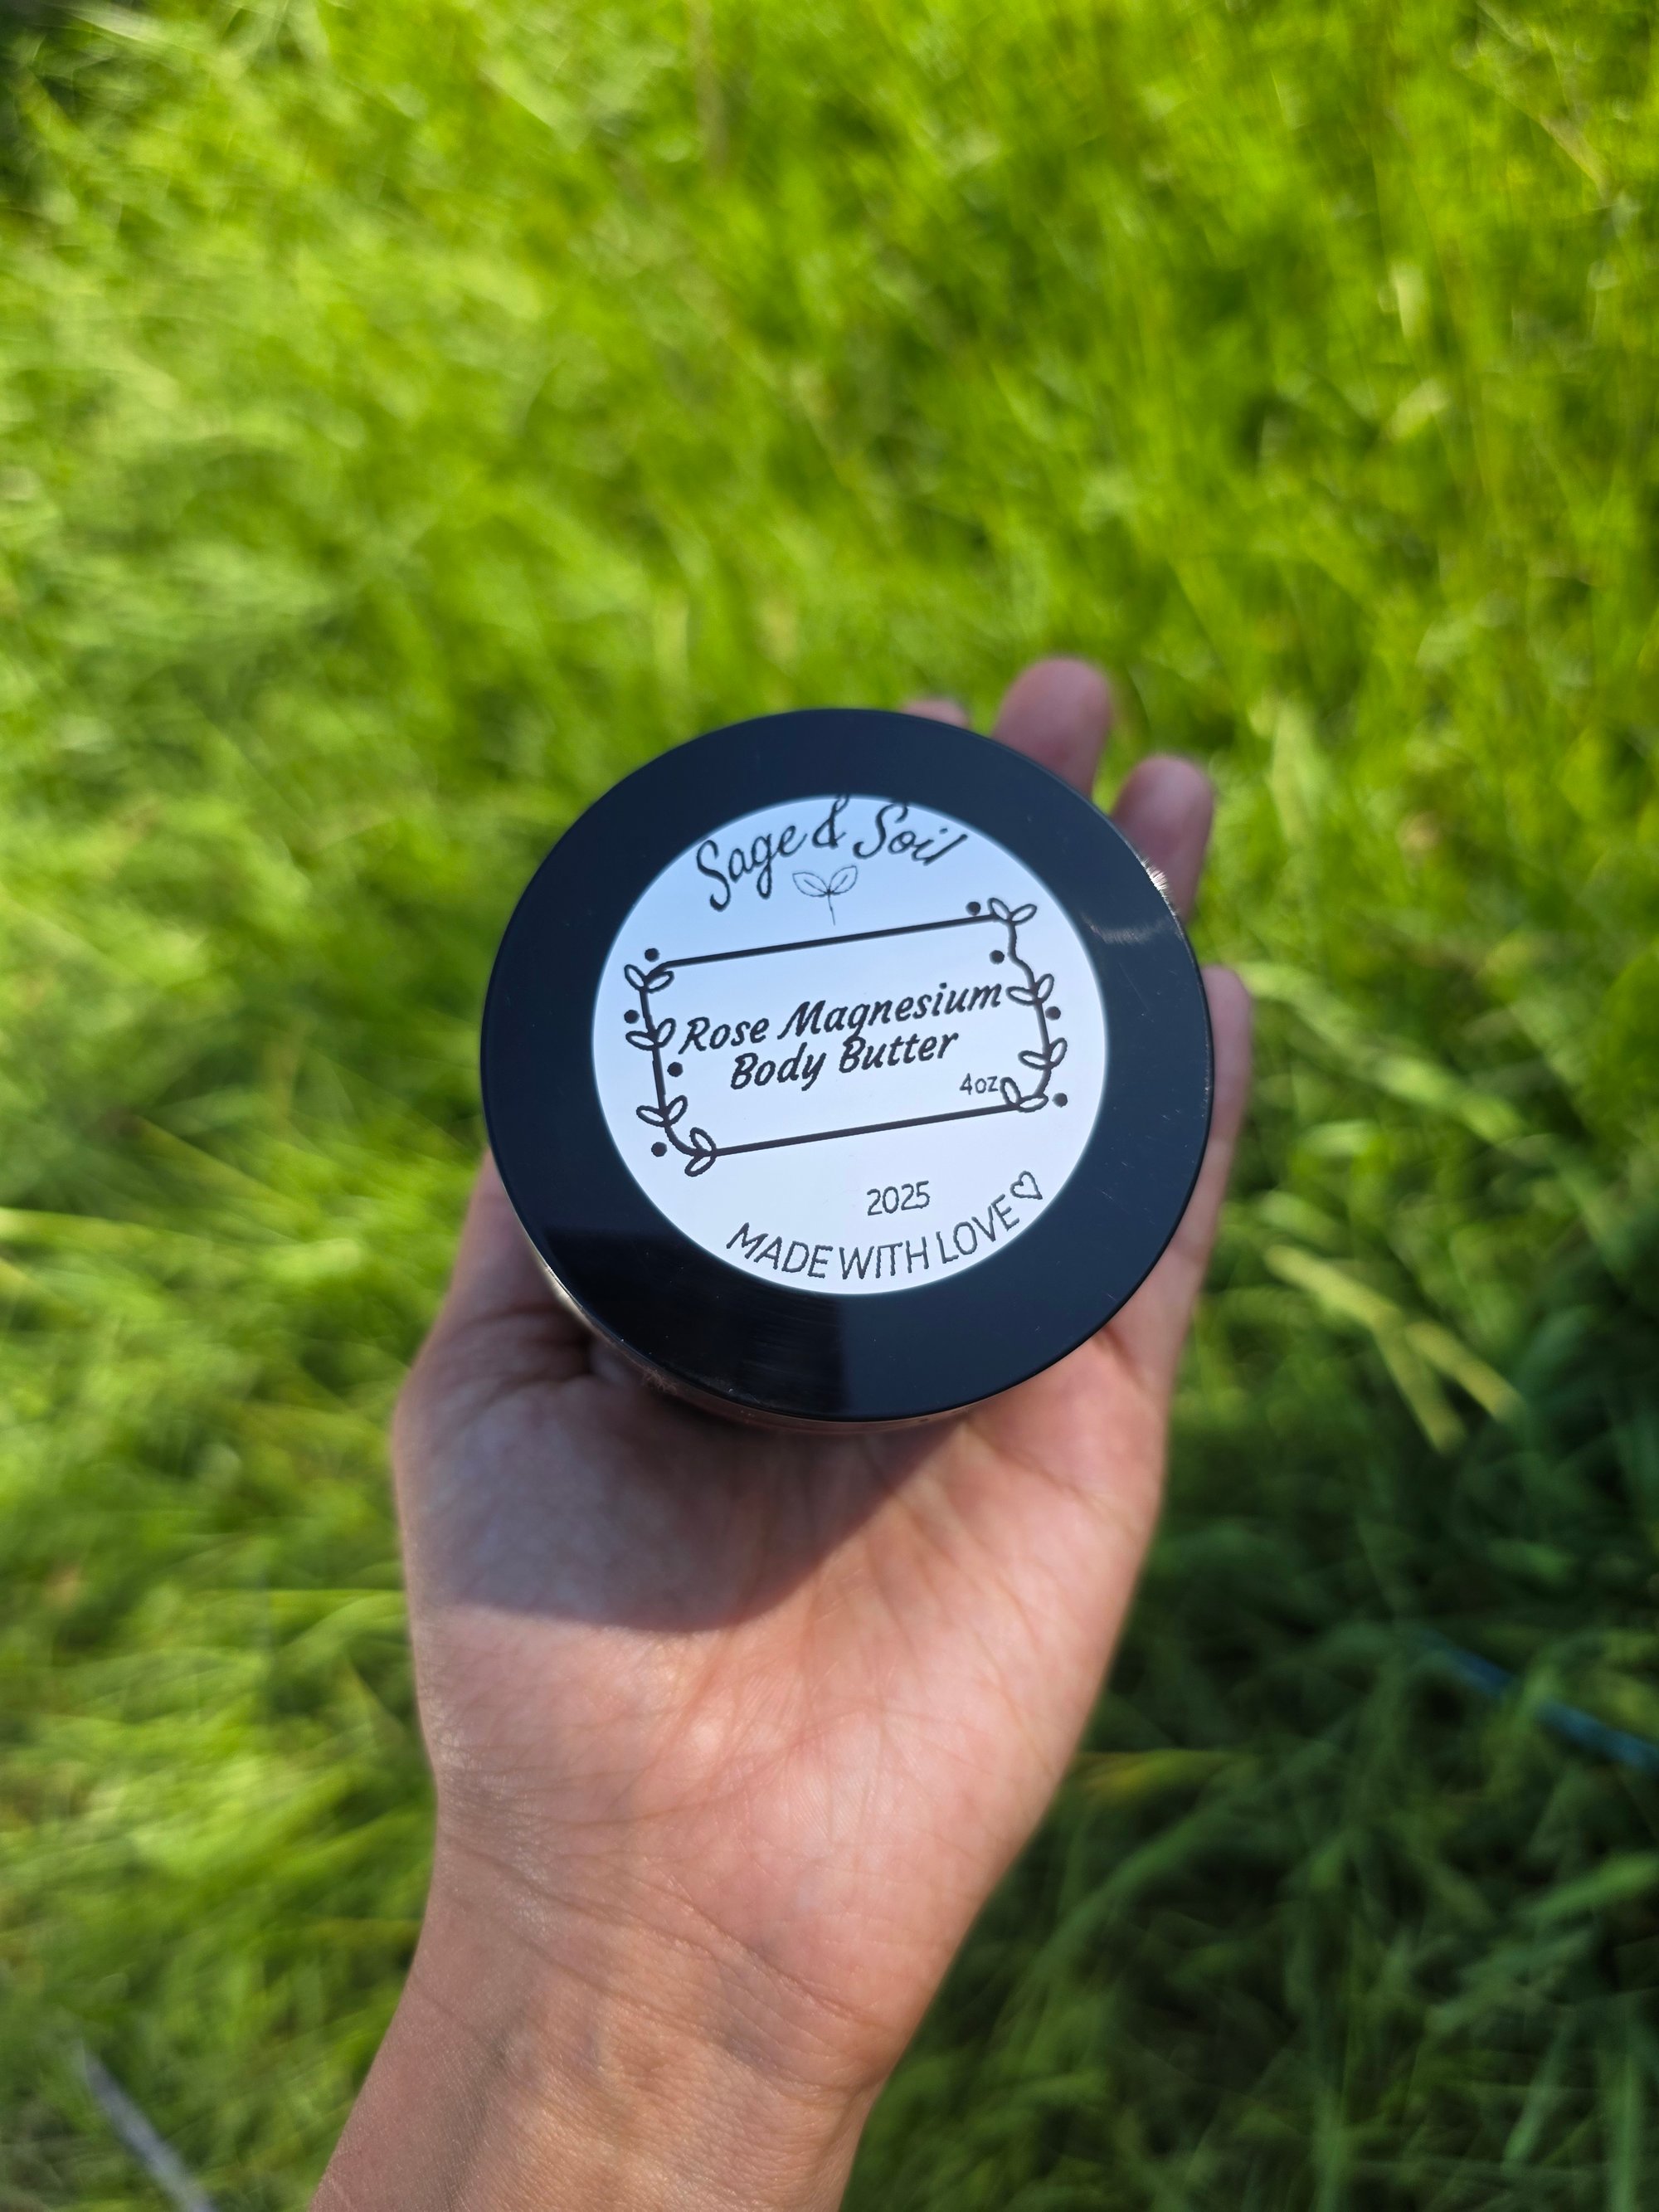 Sage & Soil
Rose Magnesium
Body Butter
4oz
2025
MADE WITH LOVE♡